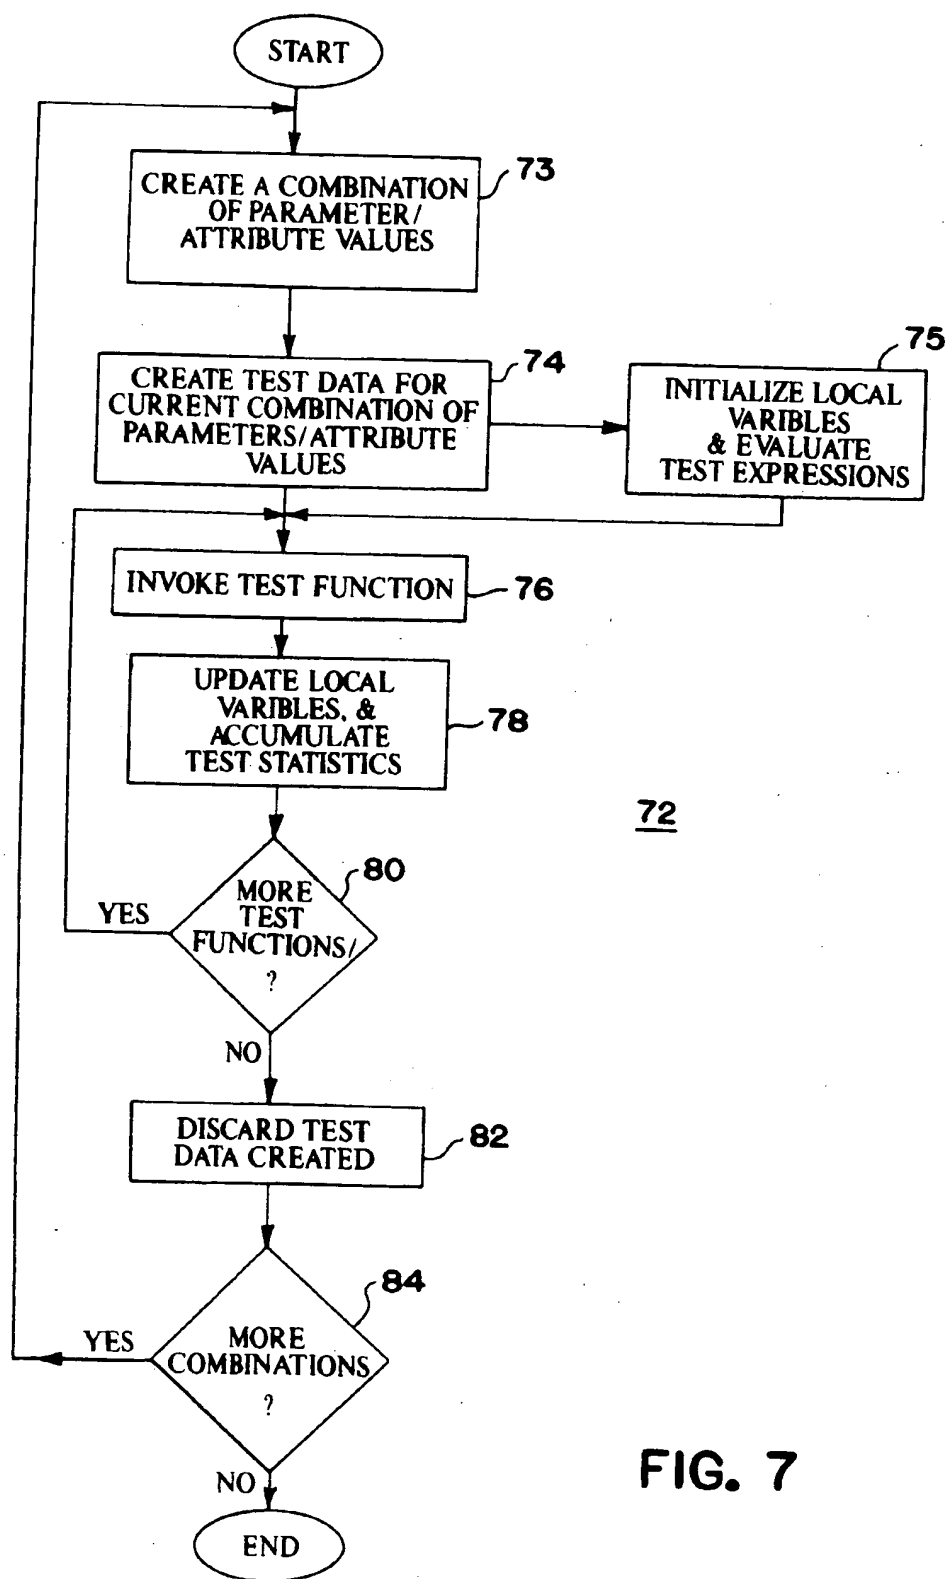 START
73
CREATE A COMBINATION
OF PARAMETER/
ATTRIBUTE VALUES
74
CREATE TEST DATA FOR
CURRENT COMBINATION OF
PARAMETERS/ATTRIBUTE
VALUES
75
INITIALIZE LOCAL
VARIBLES
& EVALUATE
TEST EXPRESSIONS
INVOKE TEST FUNCTION
76
UPDATE LOCAL
VARIBLES, &
ACCUMULATE
TEST STATISTICS
78
72
80
MORE
TEST
FUNCTIONS/
?
YES
NO
DISCARD TEST
DATA CREATED
82
84
MORE
COMBINATIONS
?
YES
NO
END
FIG. 7